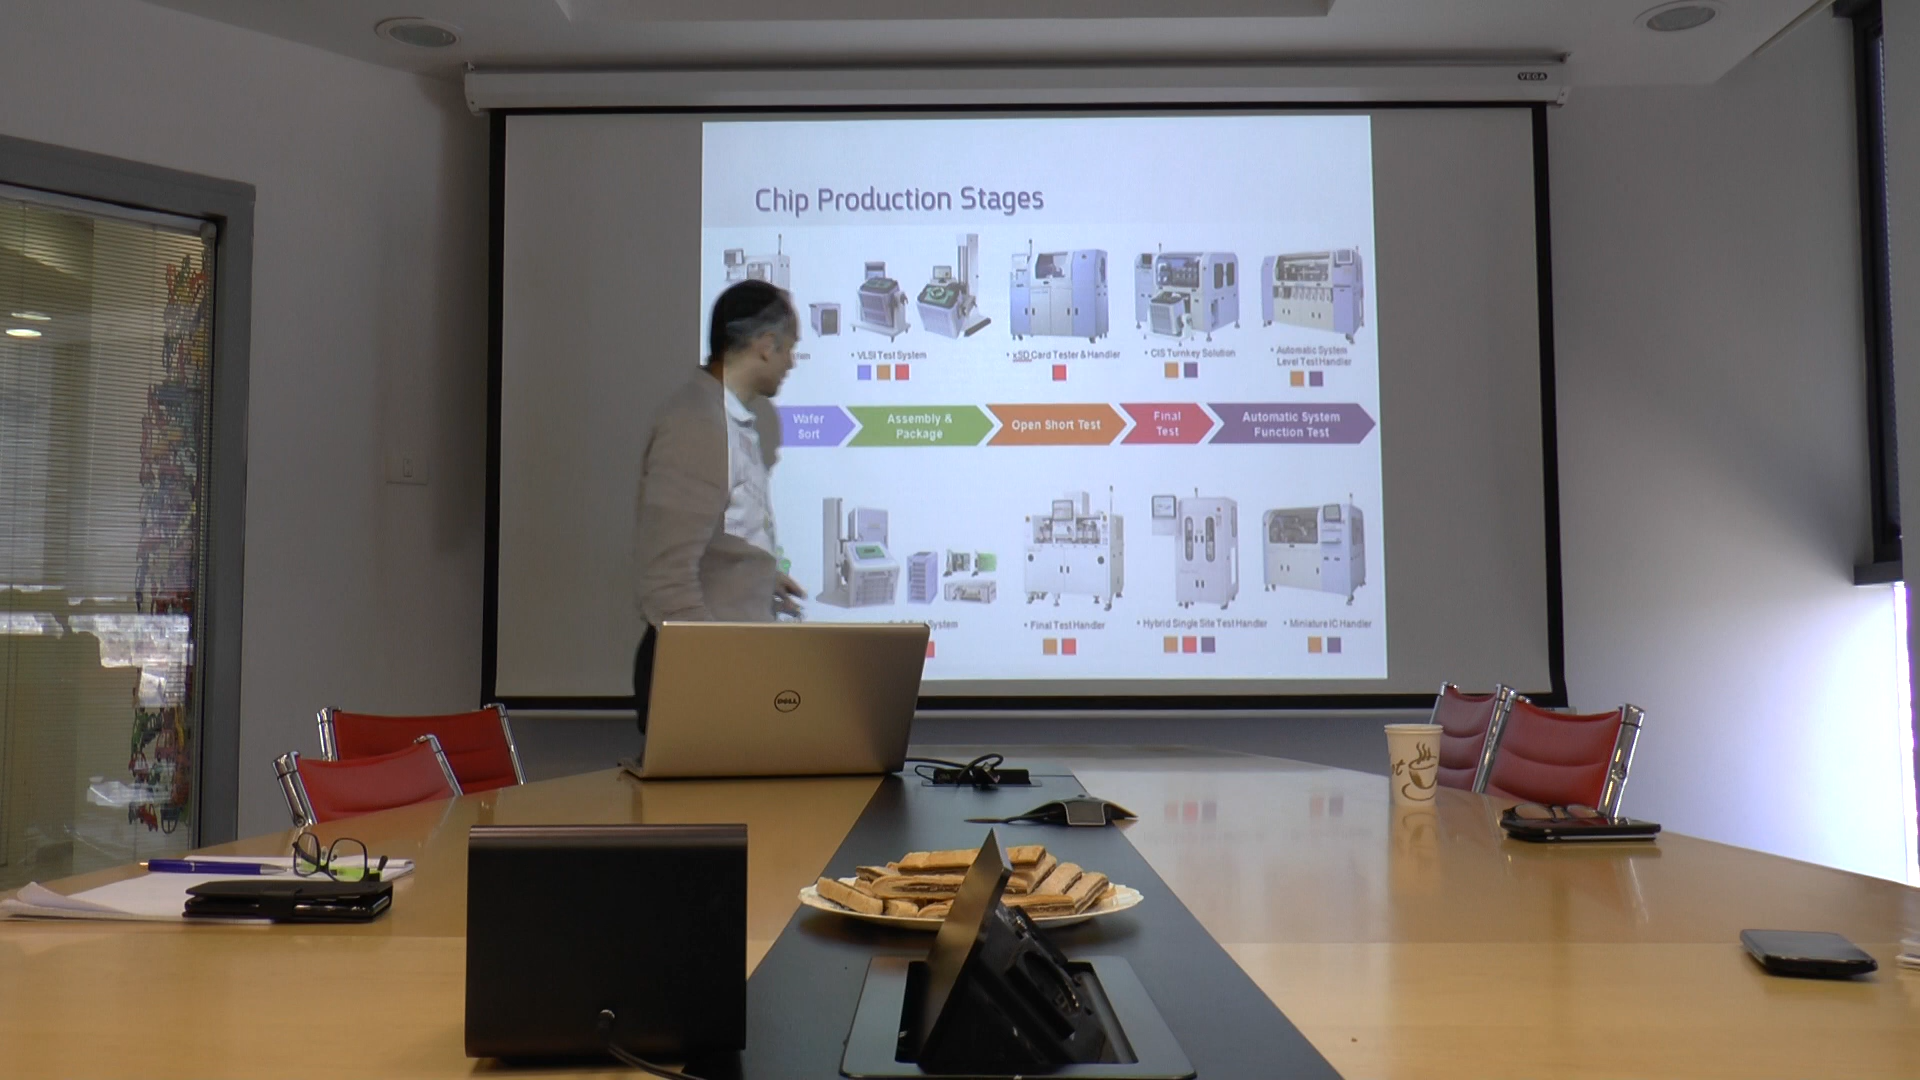 VEGA
Chip Production Stages
• VLSI Test System
• xSD Card Tester & Handler
• CIS Turnkey Solution
• Automatic System
Level Test Handler
Wafer
Sort
Assembly &
Package
Open Short Test
Final
Test
Automatic System
Function Test
System
• Final Test Handler
• Hybrid Single Site Test Handler
• Miniature IC Handler
DELL